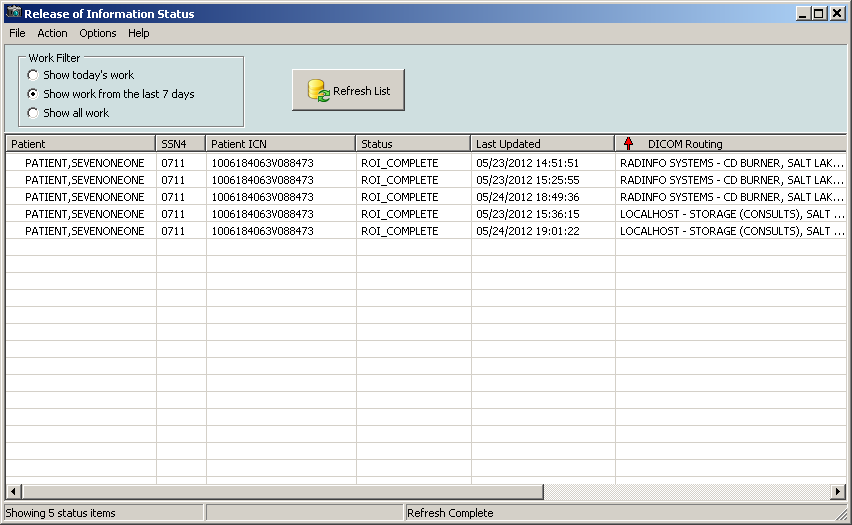 Release of Information Status
File Action Options Help
Work Filter
Show today's work
Show work from the last 7 days
Show all work
Refresh List
Patient SSN4 Patient ICN Status Last Updated DICOM Routing
PATIENT,SEVENONEONE 0711 1006184063V088473 ROI_COMPLETE 05/23/2012 14:51:51 RADINFO SYSTEMS - CD BURNER, SALT LAK...
PATIENT,SEVENONEONE 0711 1006184063V088473 ROI_COMPLETE 05/23/2012 15:25:55 RADINFO SYSTEMS - CD BURNER, SALT LAK...
PATIENT,SEVENONEONE 0711 1006184063V088473 ROI_COMPLETE 05/24/2012 18:49:36 RADINFO SYSTEMS - CD BURNER, SALT LAK...
PATIENT,SEVENONEONE 0711 1006184063V088473 ROI_COMPLETE 05/23/2012 15:36:15 LOCALHOST - STORAGE (CONSULTS), SALT ...
PATIENT,SEVENONEONE 0711 1006184063V088473 ROI_COMPLETE 05/24/2012 19:01:22 LOCALHOST - STORAGE (CONSULTS), SALT ...
Showing 5 status items Refresh Complete